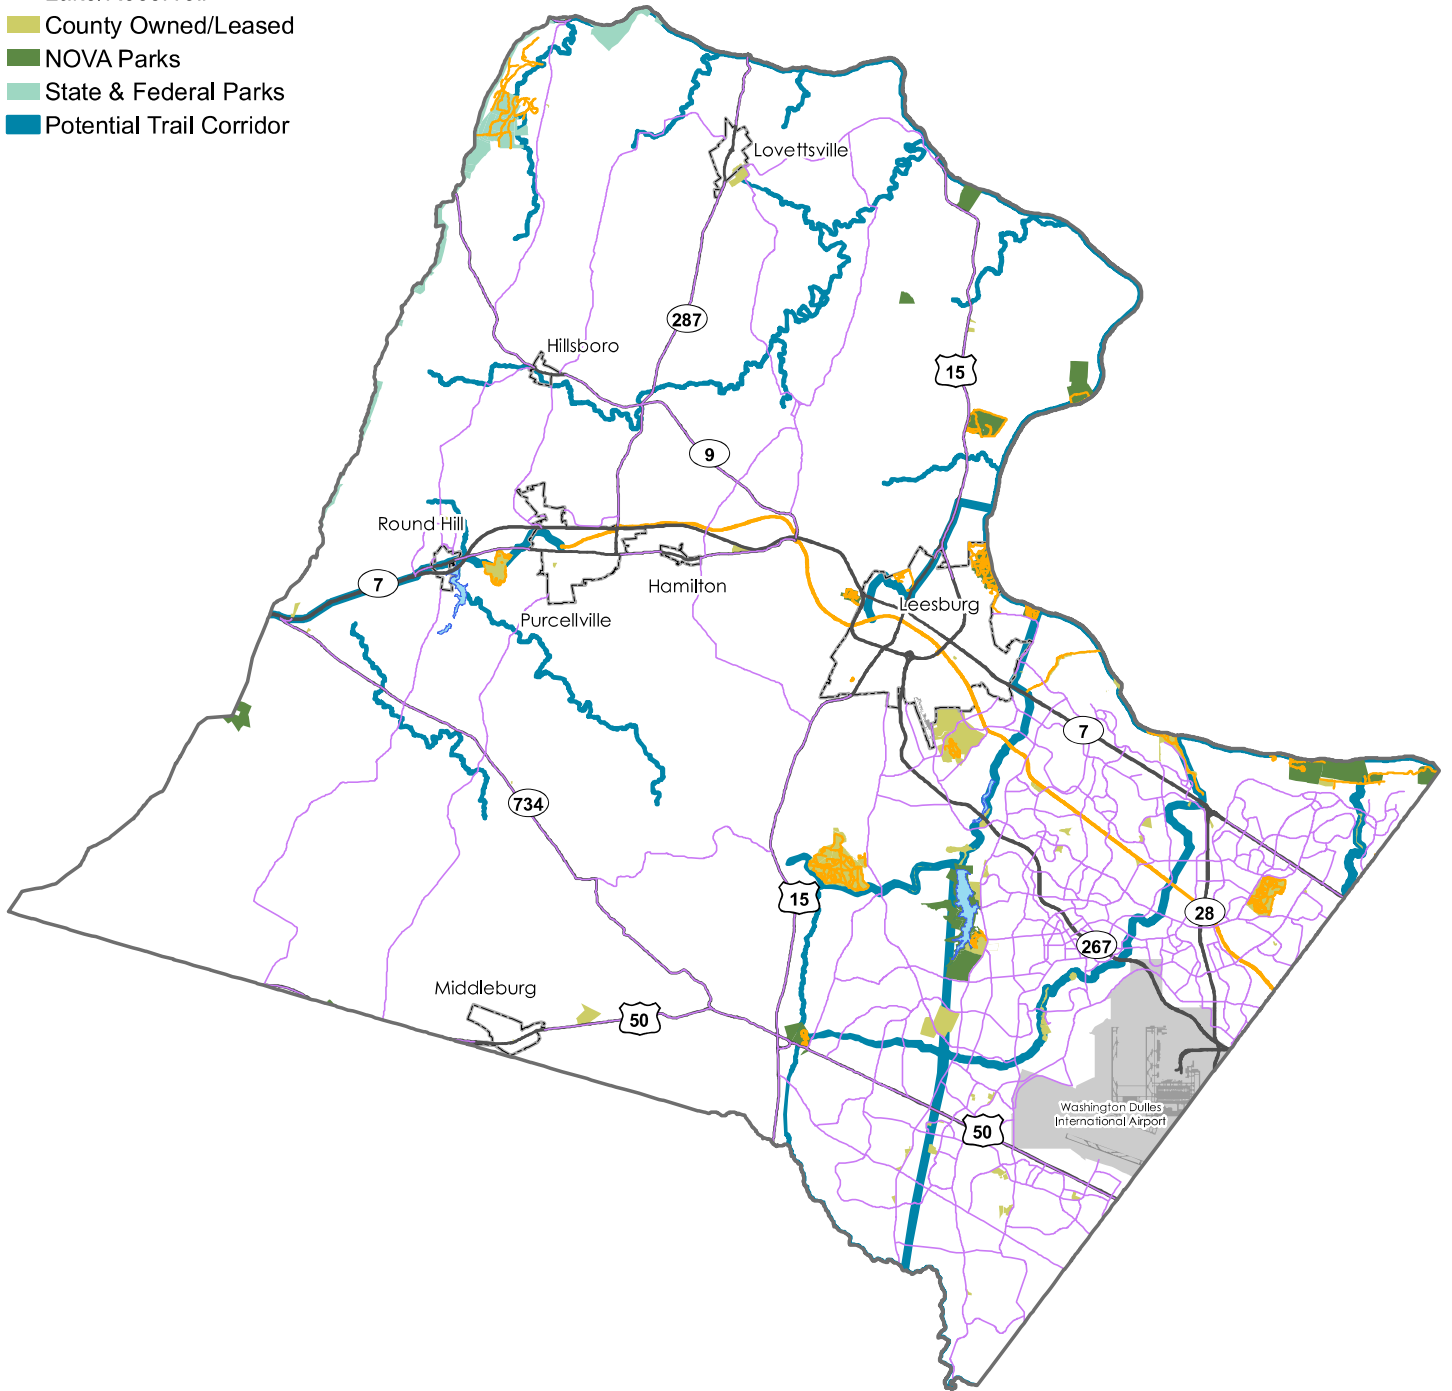 County Owned/Leased
NOVA Parks
State & Federal Parks
Potential Trail Corridor
Lovettsville
287
Hillsboro
15
9
Round Hill
7
Hamilton
Leesburg
Purcellville
7
734
15
28
267
Middleburg
50
Washington Dulles
International Airport
50